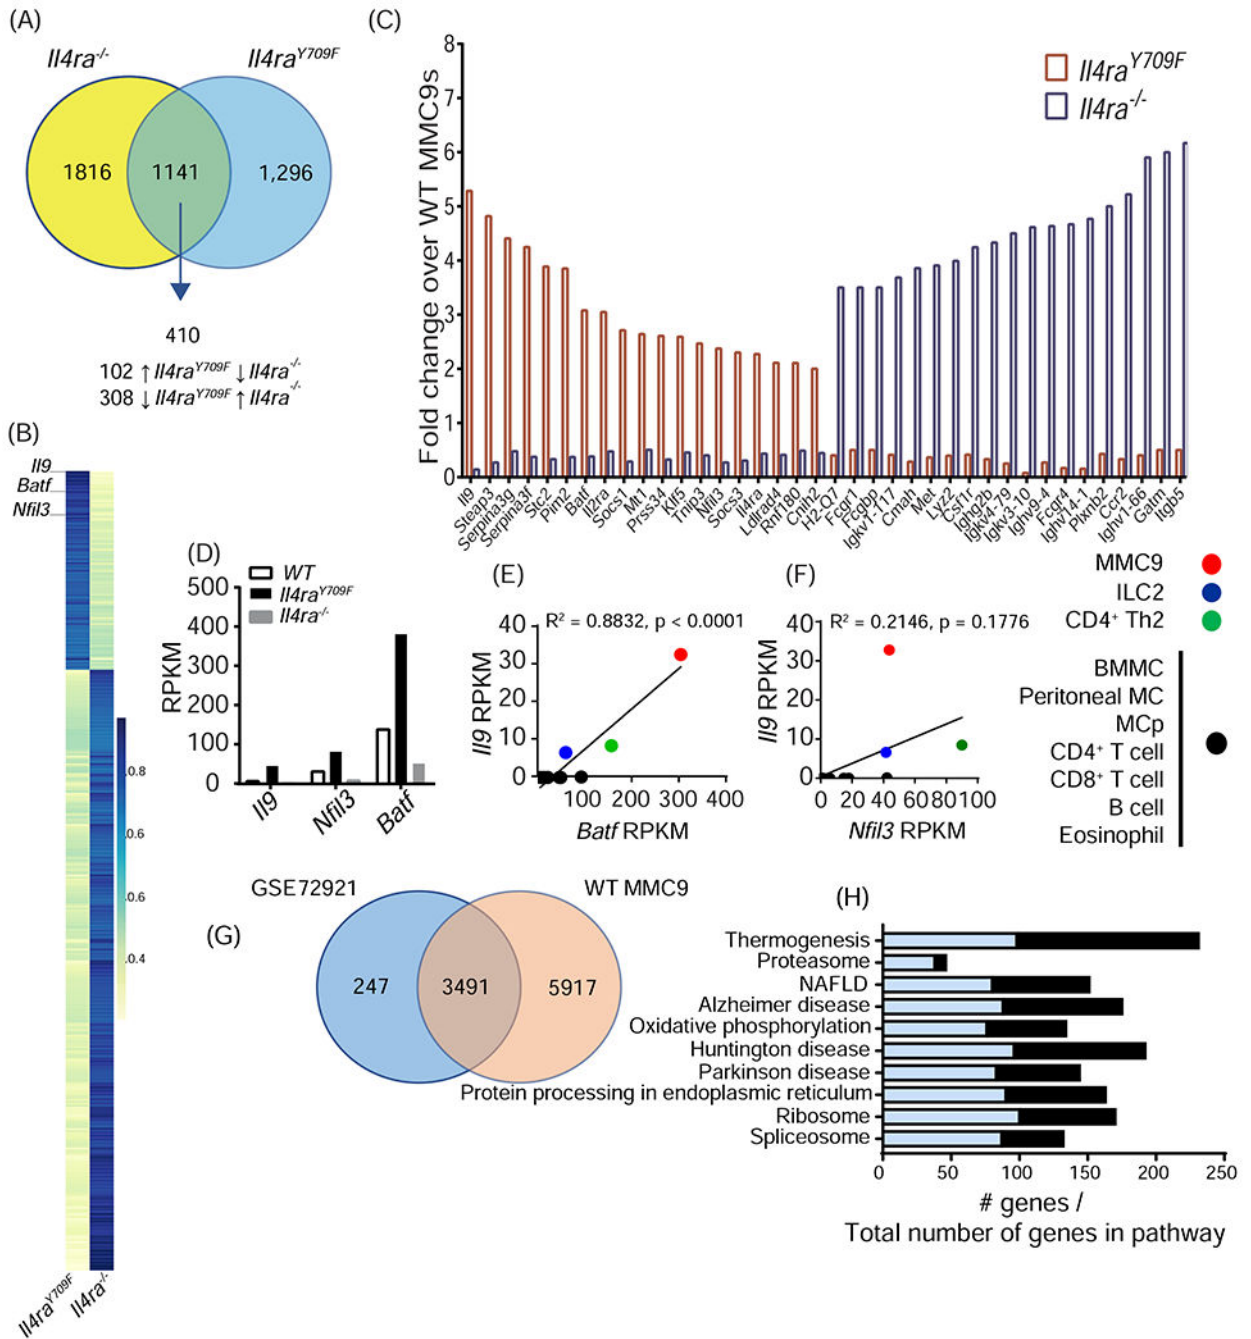 (A)
Il4ra-/-
Il4raY709F
1816
1141
1,296
410
102 ↑ Il4raY709F ↓ Il4ra-/-
308 ↓ Il4raY709F ↑ Il4ra-/-
(B)
Il9
Batf
Nfil3
.0.8
.0.6
.0.6
.0.4
Il4raY709F
Il4ra-/-
(C)
Fold change over WT MMC9s
8
7
6
5
4
3
2
1
0
Il4raY709F
Il4ra-/-
Il9
Steap3
Serpina3g
Serpina3f
Stc2
Pim2
Batf
Il2ra
Socs1
Mt1
Prss34
Klf5
Tnip3
Nfil3
Socs3
Il4ra
Ldlrad4
Rnf180
Cnih2
H2-Q7
Fcgr1
Fcgbp
Igkv1-117
Cmah
Met
Lyz2
Csf1r
Ighg2b
Igkv4-79
Igkv3-10
Ighv9-4
Fcgr4
Ighv14-1
Plxnb2
Ccr2
Ighv1-66
Gatm
Itgb5
(D)
WT
Il4raY709F
Il4ra-/-
RPKM
500
400
300
200
100
0
Il9
Nfil3
Batf
(E)
R² = 0.8832, p < 0.0001
Il9 RPKM
40
30
20
10
0
100 200 300 400
Batf RPKM
(F)
R² = 0.2146, p = 0.1776
Il9 RPKM
40
30
20
10
0
0 20 40 60 80 100
Nfil3 RPKM
MMC9
ILC2
CD4+ Th2
BMMC
Peritoneal MC
MCp
CD4+ T cell
CD8+ T cell
B cell
Eosinophil
(G)
GSE72921
WT MMC9
247
3491
5917
(H)
Thermogenesis
Proteasome
NAFLD
Alzheimer disease
Oxidative phosphorylation
Huntington disease
Parkinson disease
Protein processing in endoplasmic reticulum
Ribosome
Spliceosome
0 50 100 150 200 250
# genes /
Total number of genes in pathway